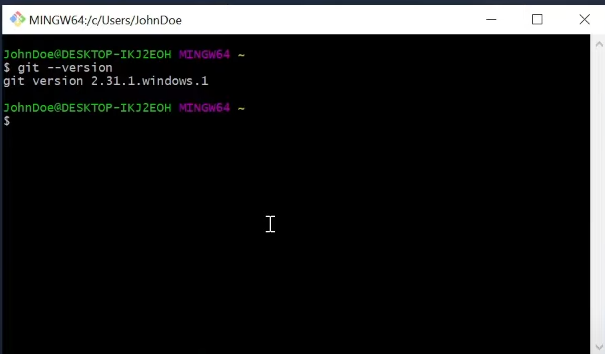 MINGW64:/c/Users/JohnDoe
JohnDoe@DESKTOP-IKJ2EOH MINGW64 ~
$ git --version
git version 2.31.1.windows.1
JohnDoe@DESKTOP-IKJ2EOH MINGW64 ~
$